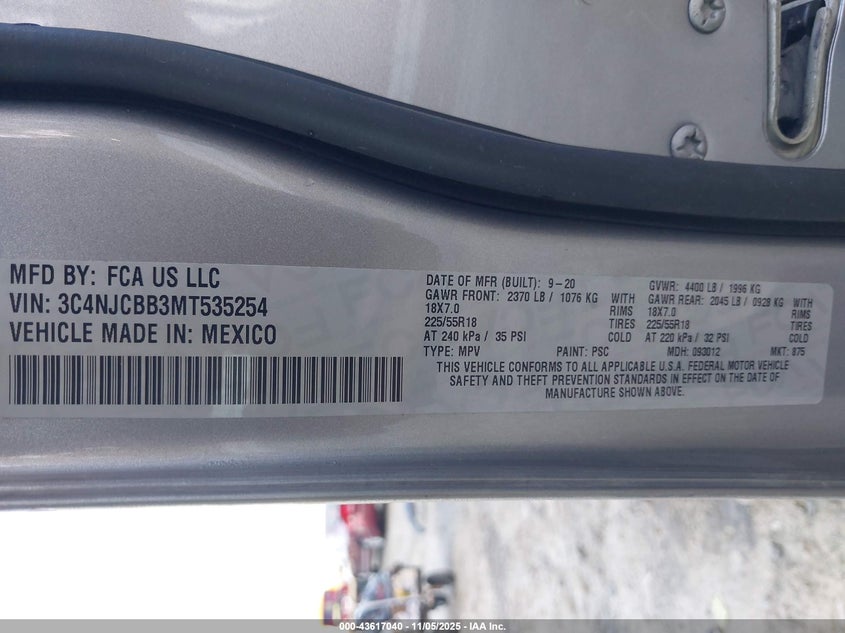 MFD BY: FCA US LLC
VIN: 3C4NJCBB3MT535254
VEHICLE MADE IN: MEXICO
DATE OF MFR (BUILT): 9-20
GVWR: 4400 LB / 1996 KG
GAWR FRONT: 2370 LB / 1076 KG WITH
GAWR REAR: 2045 LB / 0928 KG WITH
18X7.0 RIMS
18X7.0 RIMS
225/55R18 TIRES
225/55R18 TIRES
AT 240 kPa / 35 PSI COLD
AT 220 kPa / 32 PSI COLD
TYPE: MPV PAINT: PSC MDH: 093012 MKT: 875
THIS VEHICLE CONFORMS TO ALL APPLICABLE U.S.A. FEDERAL MOTOR VEHICLE
SAFETY AND THEFT PREVENTION STANDARDS IN EFFECT ON THE DATE OF
MANUFACTURE SHOWN ABOVE.
000-43617040 - 11/05/2025 - IAA Inc.